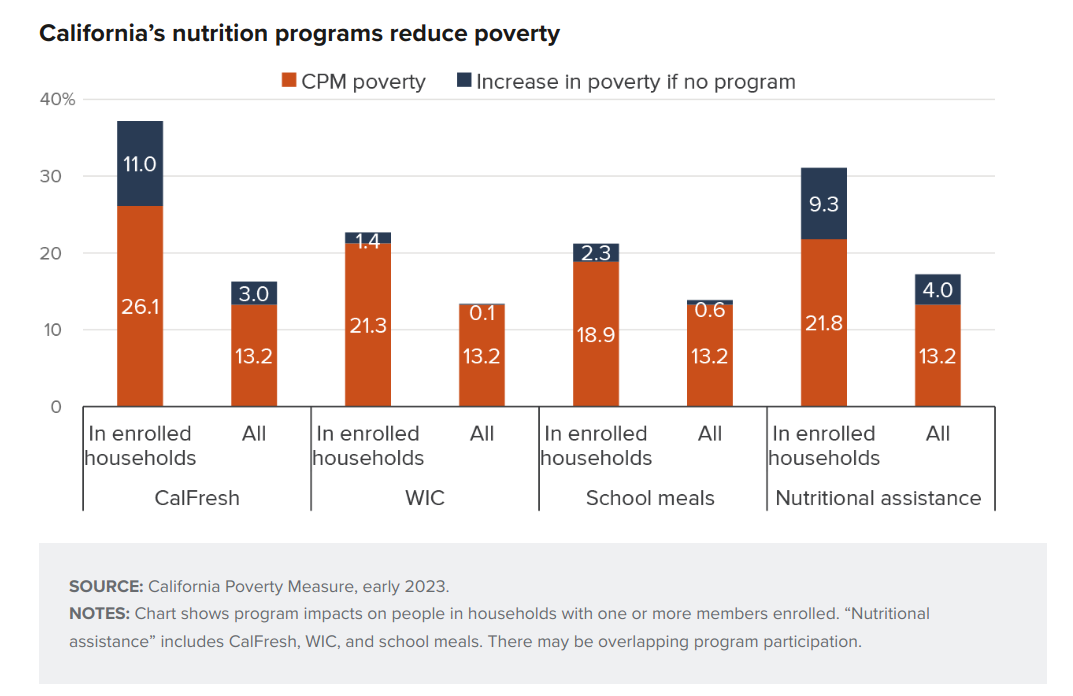 California’s nutrition programs reduce poverty
CPM poverty Increase in poverty if no program
40%
30
20
10
0
11.0
26.1
3.0
13.2
1.4
21.3
0.1
13.2
2.3
18.9
0.6
13.2
9.3
21.8
4.0
13.2
In enrolled
households
All
In enrolled
households
All
In enrolled
households
All
In enrolled
households
All
CalFresh
WIC
School meals
Nutritional assistance
SOURCE: California Poverty Measure, early 2023.
NOTES: Chart shows program impacts on people in households with one or more members enrolled. “Nutritional
assistance” includes CalFresh, WIC, and school meals. There may be overlapping program participation.